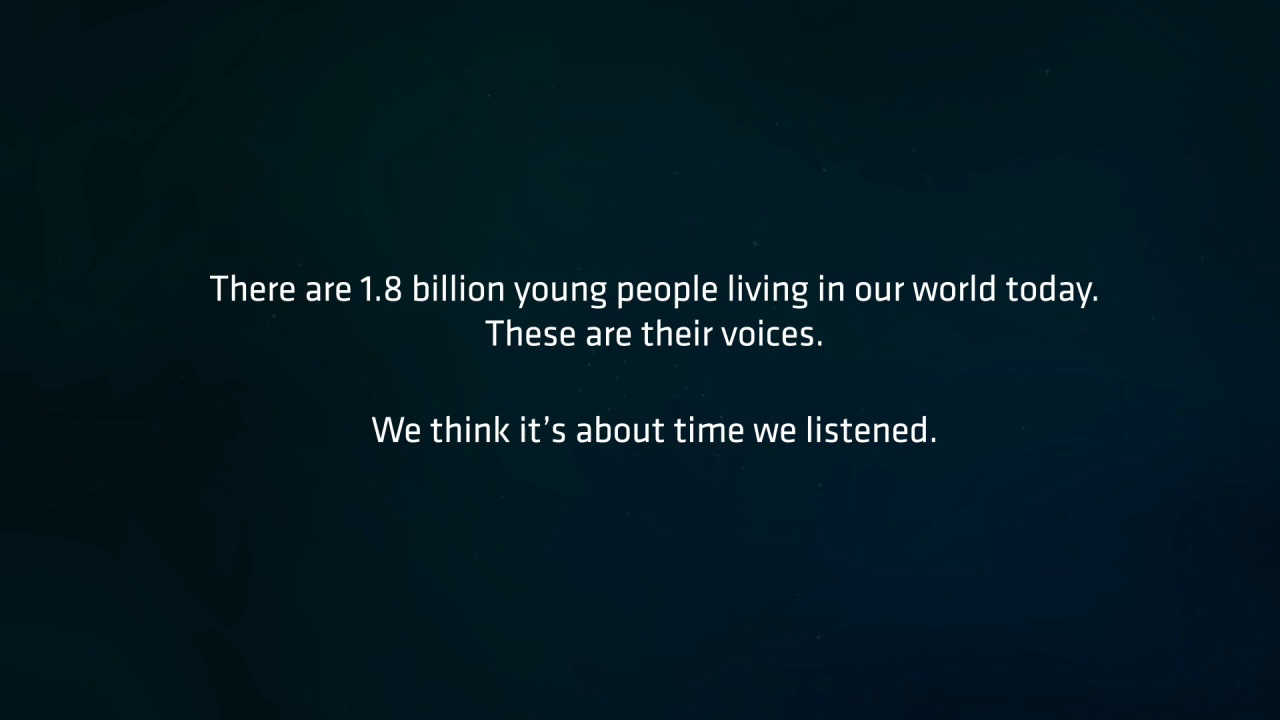 There are 1.8 billion young people living in our world today.
These are their voices.
We think it’s about time we listened.